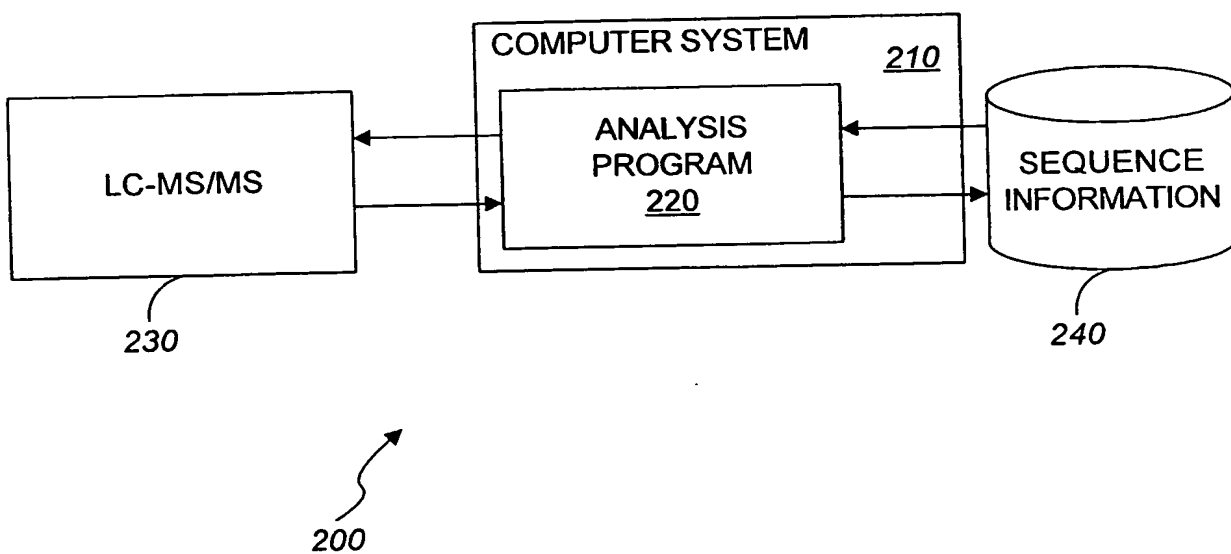 COMPUTER SYSTEM
210
ANALYSIS
PROGRAM
220
LC-MS/MS
SEQUENCE
INFORMATION
230
240
200